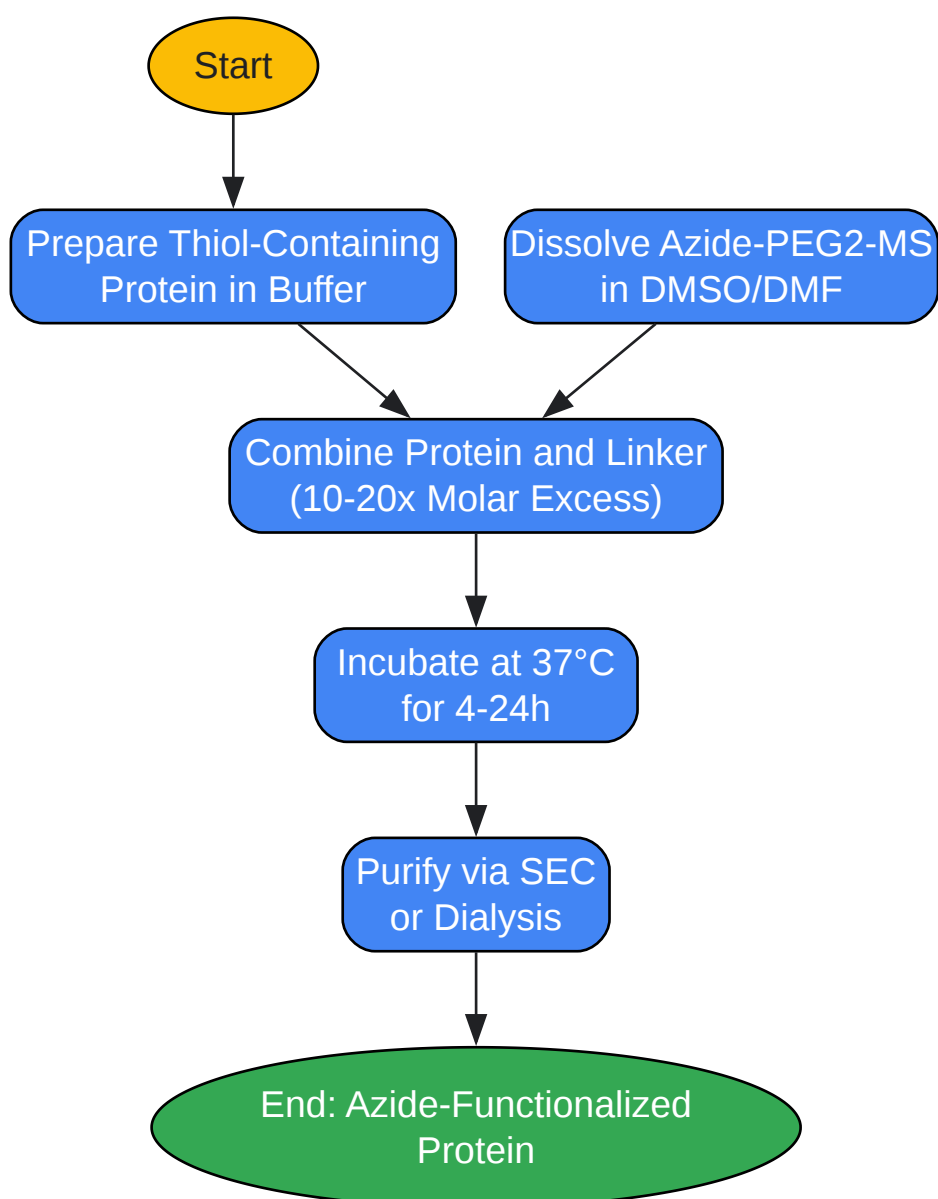 Start
Prepare Thiol-Containing
Protein in Buffer
Dissolve Azide-PEG2-MS
in DMSO/DMF
Combine Protein and Linker
(10-20x Molar Excess)
Incubate at 37°C
for 4-24h
Purify via SEC
or Dialysis
End: Azide-Functionalized
Protein